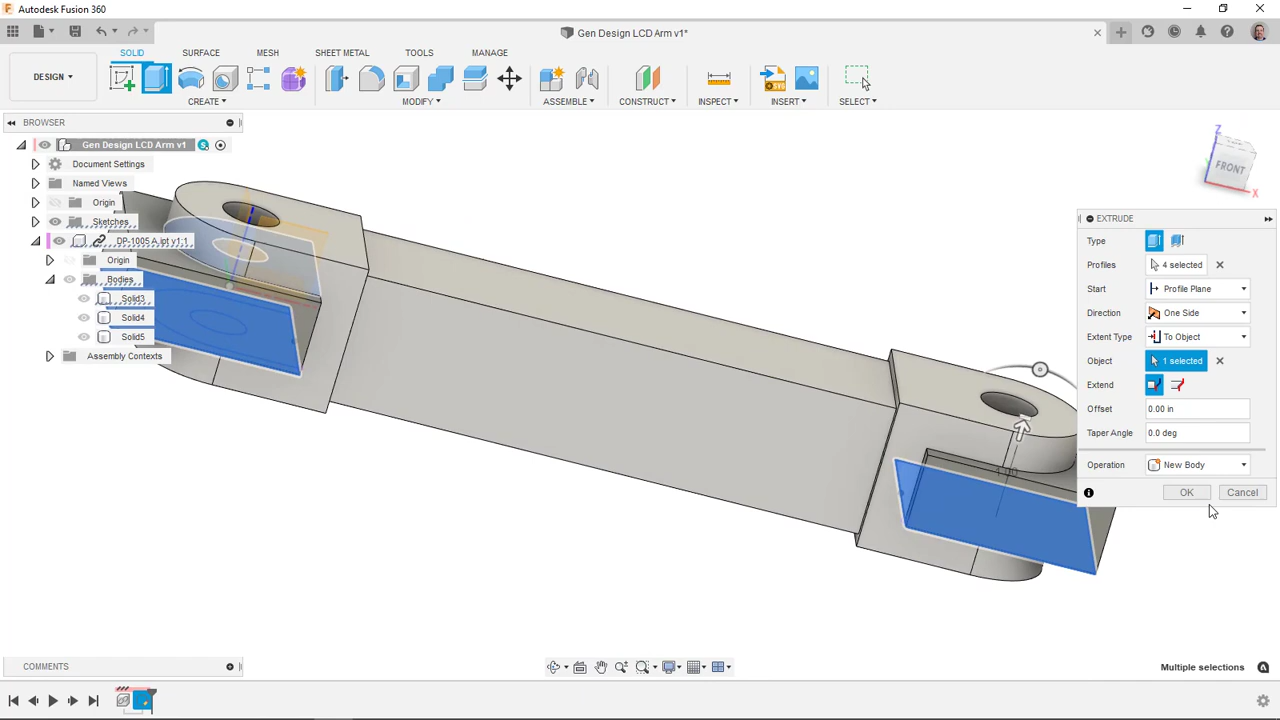 Autodesk Fusion 360
Gen Design LCD Arm v1*
DESIGN
SOLID
SURFACE
MESH
SHEET METAL
TOOLS
MANAGE
CREATE
MODIFY
ASSEMBLE
CONSTRUCT
INSPECT
INSERT
SELECT
BROWSER
Gen Design LCD Arm v1
Document Settings
Named Views
Origin
Sketches
DP-1005 A.ipt v1:1
Origin
Bodies
Solid3
Solid4
Solid5
Assembly Contexts
Z
FRONT
X
EXTRUDE
Type
Profiles
4 selected
Start
Profile Plane
Direction
One Side
Extent Type
To Object
Object
1 selected
Extend
Offset
0.00 in
Taper Angle
0.0 deg
Operation
New Body
OK
Cancel
COMMENTS
Multiple selections